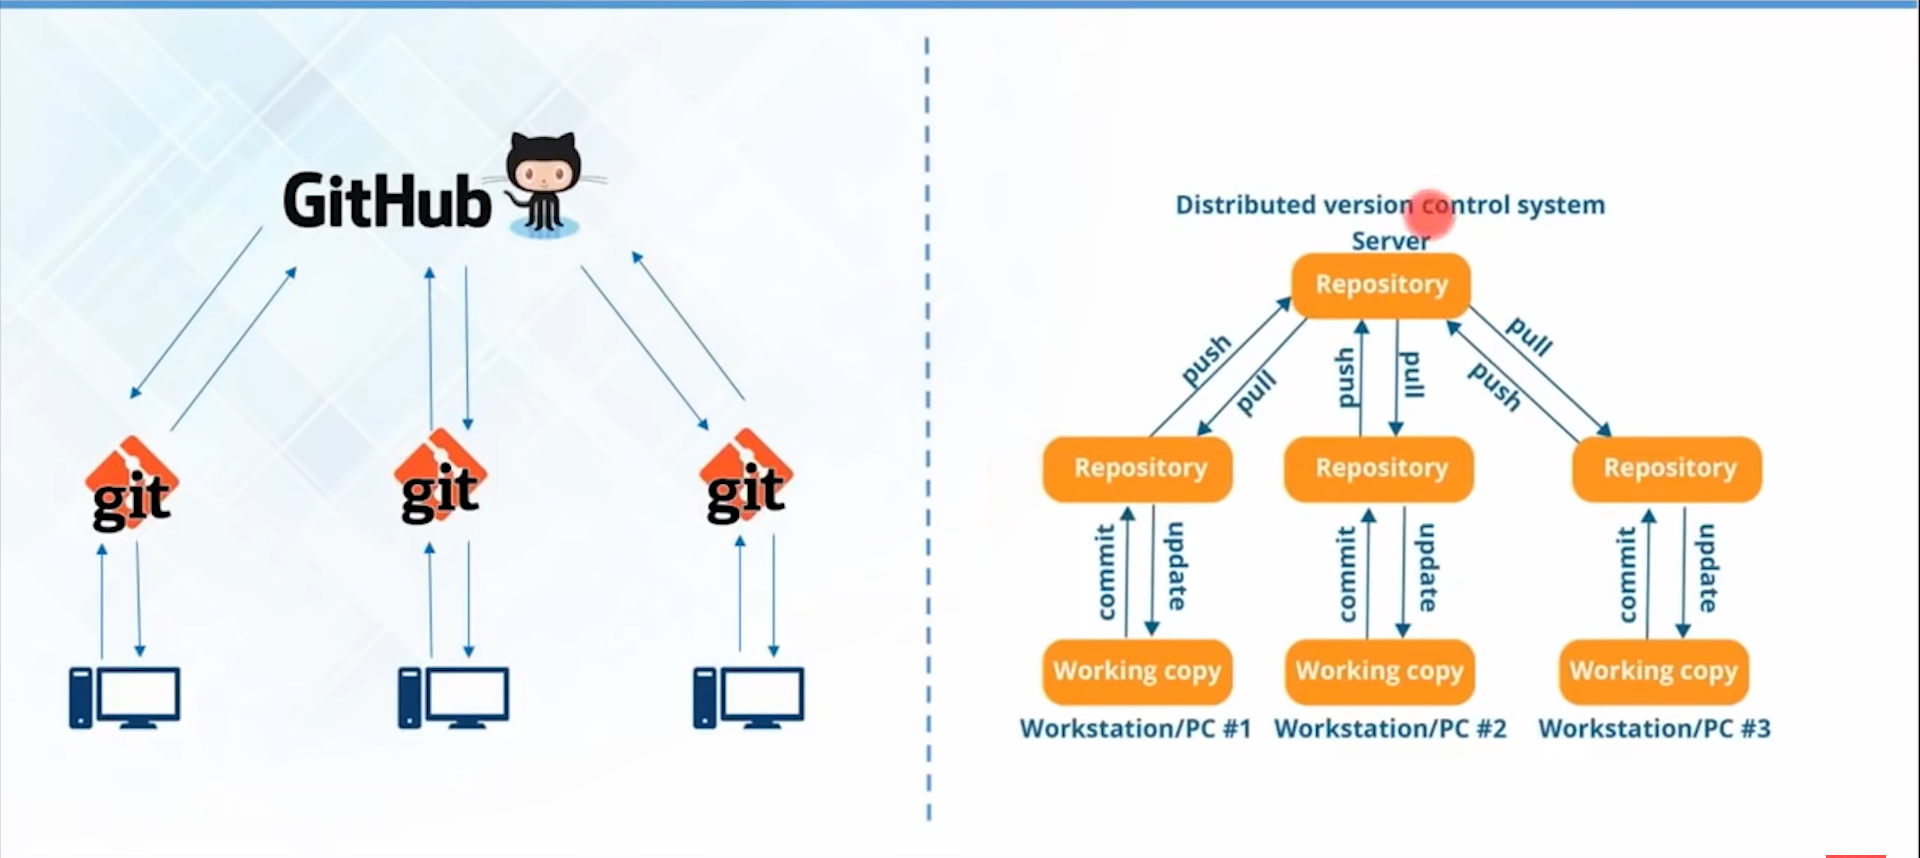 GitHub
git
git
git
Distributed version control system
Server
Repository
push
pull
push
pull
push
pull
Repository
Repository
Repository
commit
update
commit
update
commit
update
Working copy
Working copy
Working copy
Workstation/PC #1
Workstation/PC #2
Workstation/PC #3